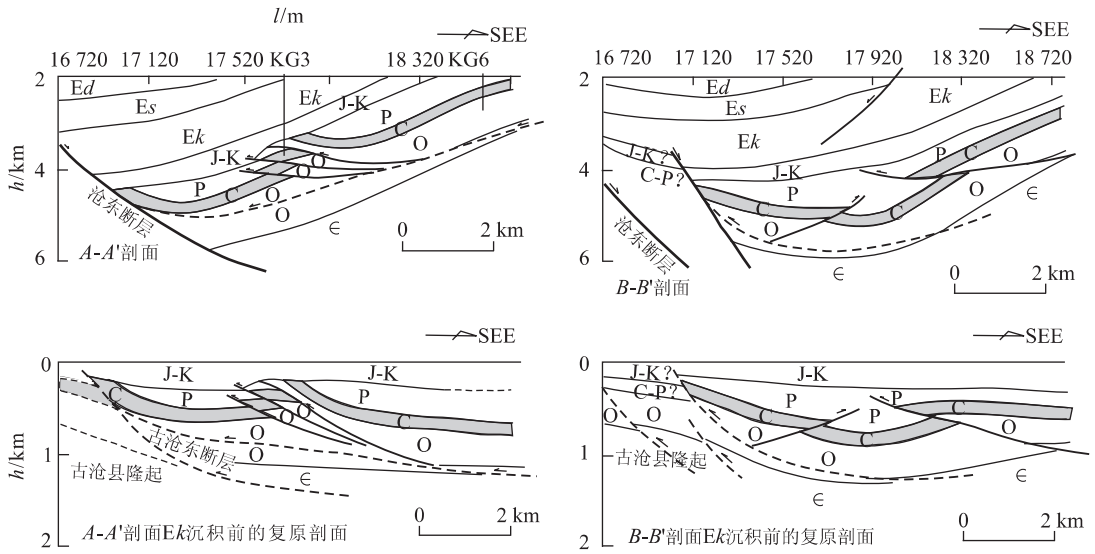 l/m
SEE
16 720 17 120 17 520 KG3 18 320 KG6
2
Ed
Es
Ek
Ek
J-K
P
C
O
J-K
O
4
P
C
O
O
O
∈
h/km
沧东断层
A-A'剖面
0 2 km
6
SEE
16 720 17 120 17 520 17 920 18 320 18 720
2
Ed
Es
Ek
Ek
J-K?
C-P?
J-K
P
C
O
4
P
C
C
O
O
∈
沧东断层
B-B'剖面
0 2 km
6
SEE
0
J-K
J-K
C
P
P
C
O
O
O
O
O
h/km
古沧东断层
1
古沧县隆起
∈
A-A'剖面Ek沉积前的复原剖面
0 2 km
2
SEE
0
J-K?
C-P?
J-K
P
P
C
C
C
O
O
O
O
O
古沧县隆起
1
∈
∈
B-B'剖面Ek沉积前的复原剖面
0 2 km
2